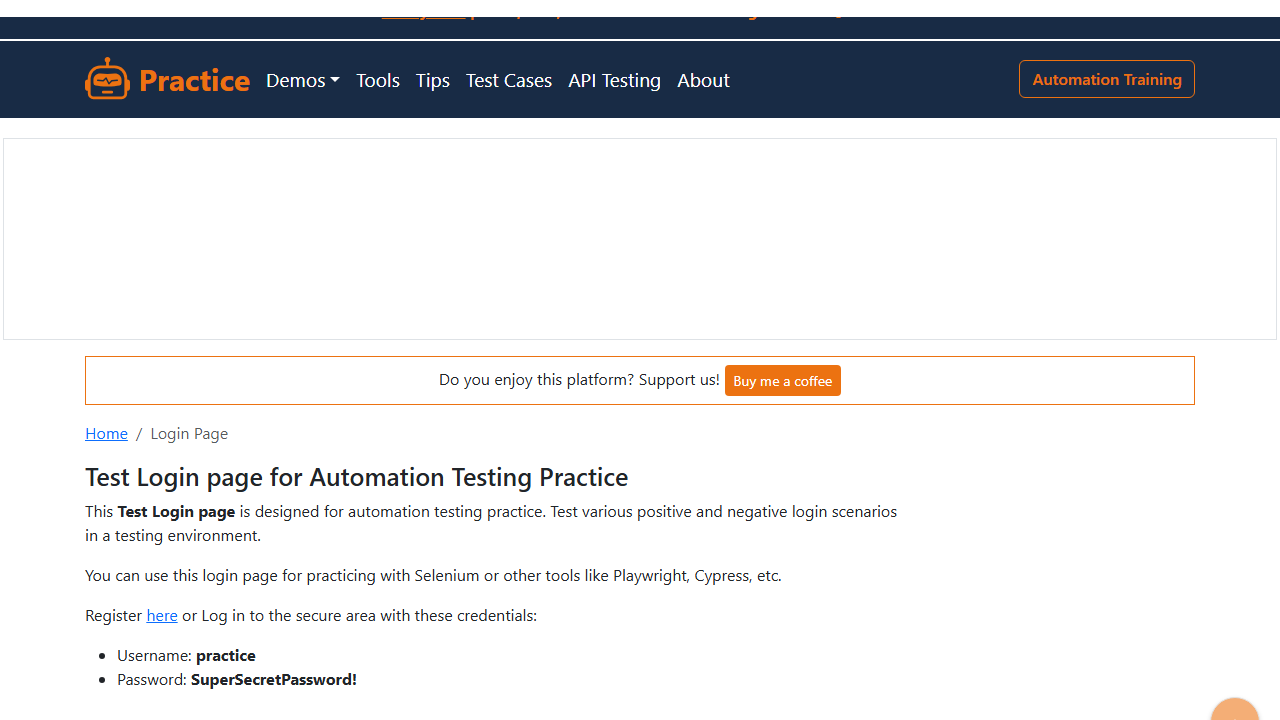 Practice
Demos Tools Tips Test Cases API Testing About
Automation Training
Do you enjoy this platform? Support us! Buy me a coffee
Home / Login Page
Test Login page for Automation Testing Practice
This Test Login page is designed for automation testing practice. Test various positive and negative login scenarios
in a testing environment.
You can use this login page for practicing with Selenium or other tools like Playwright, Cypress, etc.
Register here or Log in to the secure area with these credentials:
Username: practice
Password: SuperSecretPassword!